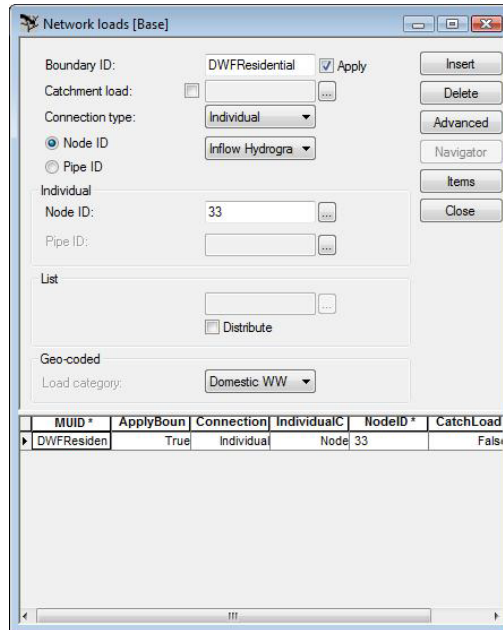 Network loads [Base]
Boundary ID: DWFResidential Apply Insert
Catchment load: ... Delete
Connection type: Individual Advanced
Node ID Inflow Hydrogra Navigator
Pipe ID Items
Individual
Node ID: 33 ... Close
Pipe ID: ...
List
...
Distribute
Geo-coded
Load category: Domestic WW
MUID * ApplyBoun Connection IndividualC NodeID * CatchLoad
DWFResiden True Individual Node 33 False